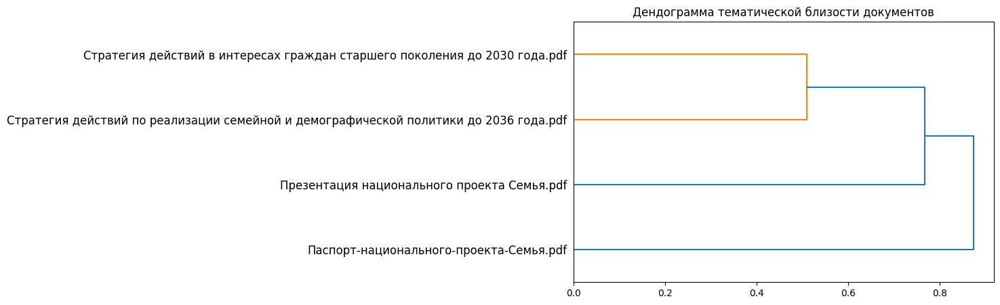 Дендограмма тематической близости документов
Стратегия действий в интересах граждан старшего поколения до 2030 года.pdf
Стратегия действий по реализации семейной и демографической политики до 2036 года.pdf
Презентация национального проекта Семья.pdf
Паспорт-национального-проекта-Семья.pdf
0.0 0.2 0.4 0.6 0.8